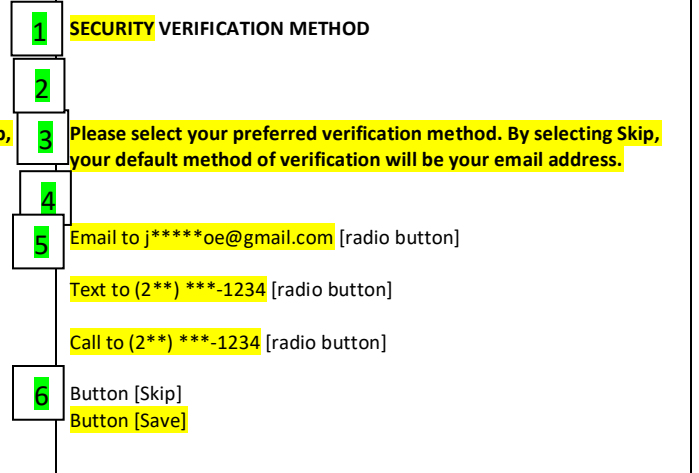 1 SECURITY VERIFICATION METHOD
2
3 Please select your preferred verification method. By selecting Skip,
your default method of verification will be your email address.
4
5 Email to j*****oe@gmail.com [radio button]
Text to (2**) ***-1234 [radio button]
Call to (2**) ***-1234 [radio button]
6 Button [Skip]
Button [Save]